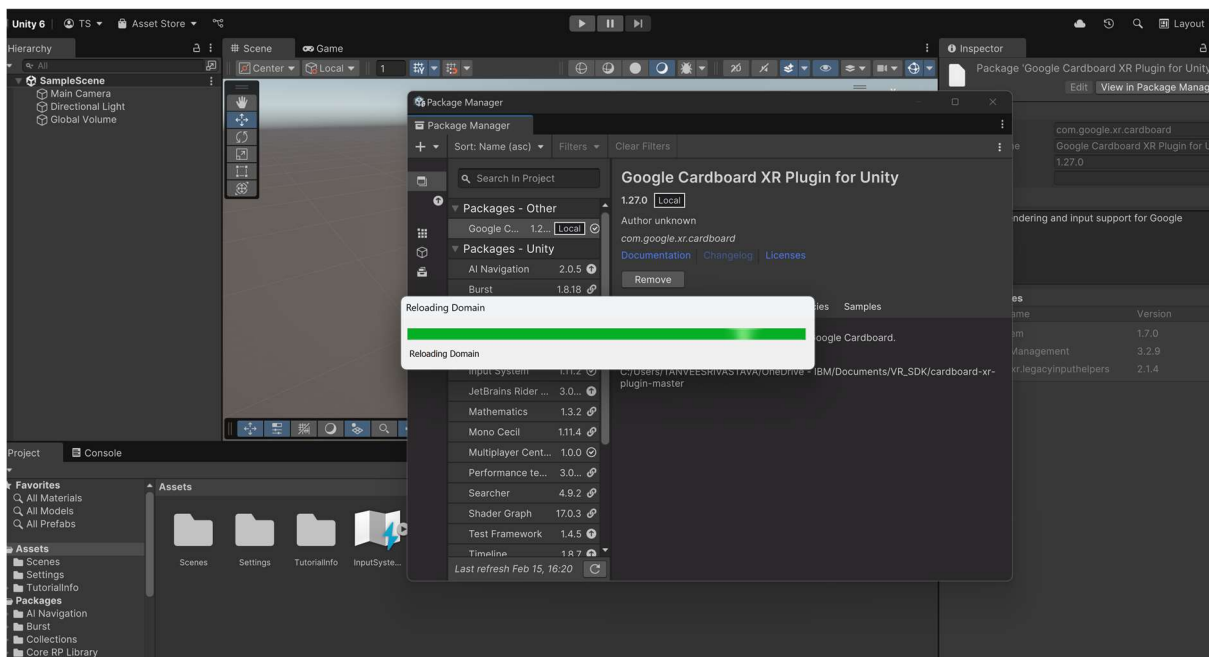 Unity 6 TS Asset Store Layout
Hierarchy
All
SampleScene
Main Camera
Directional Light
Global Volume
Scene Game
Center Local 1 2D
Package Manager
Package Manager
Sort: Name (asc) Filters Clear Filters
Search In Project
Packages - Other
Google C... 1.2... Local
Packages - Unity
AI Navigation 2.0.5
Burst 1.8.18
Input System 1.11.2
JetBrains Rider ... 3.0...
Mathematics 1.3.2
Mono Cecil 1.11.4
Multiplayer Cent... 1.0.0
Performance te... 3.0...
Searcher 4.9.2
Shader Graph 17.0.3
Test Framework 1.4.5
Timeline 1.8.7
Last refresh Feb 15, 16:20
Google Cardboard XR Plugin for Unity
1.27.0 Local
Author unknown
com.google.xr.cardboard
Documentation Changelog Licenses
Remove
ies Samples
oogle Cardboard.
C:/Users/TANVEESRIVASTAVA/OneDrive - IBM/Documents/VR_SDK/cardboard-xr-
plugin-master
Reloading Domain
Reloading Domain
Inspector
Package 'Google Cardboard XR Plugin for Unity
Edit View in Package Manag
com.google.xr.cardboard
e Google Cardboard XR Plugin for U
1.27.0
ndering and input support for Google
es
ame Version
em 1.7.0
Management 3.2.9
xr.legacyinputhelpers 2.1.4
Project Console
Favorites
All Materials
All Models
All Prefabs
Assets
Scenes
Settings
TutorialInfo
Packages
AI Navigation
Burst
Collections
Core RP Library
Assets
Scenes Settings TutorialInfo InputSyste...